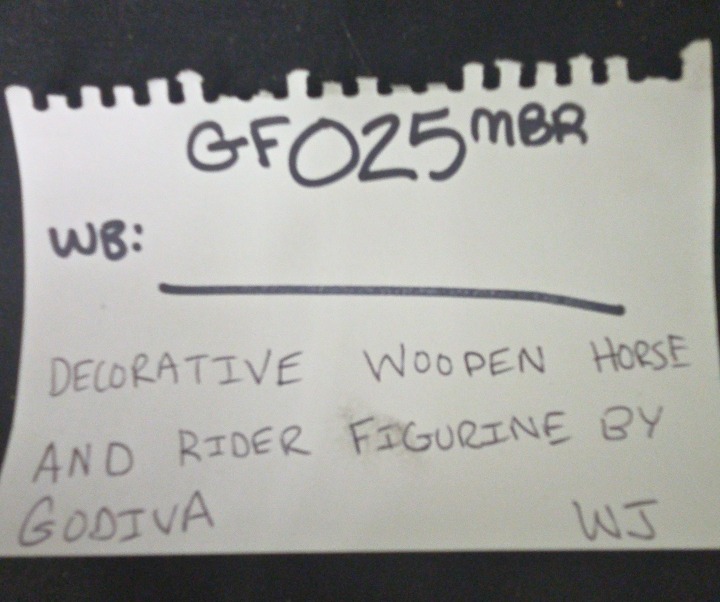 GF025MBR
WB:
DECORATIVE WOODEN HORSE
AND RIDER FIGURINE BY
GODIVA WJ